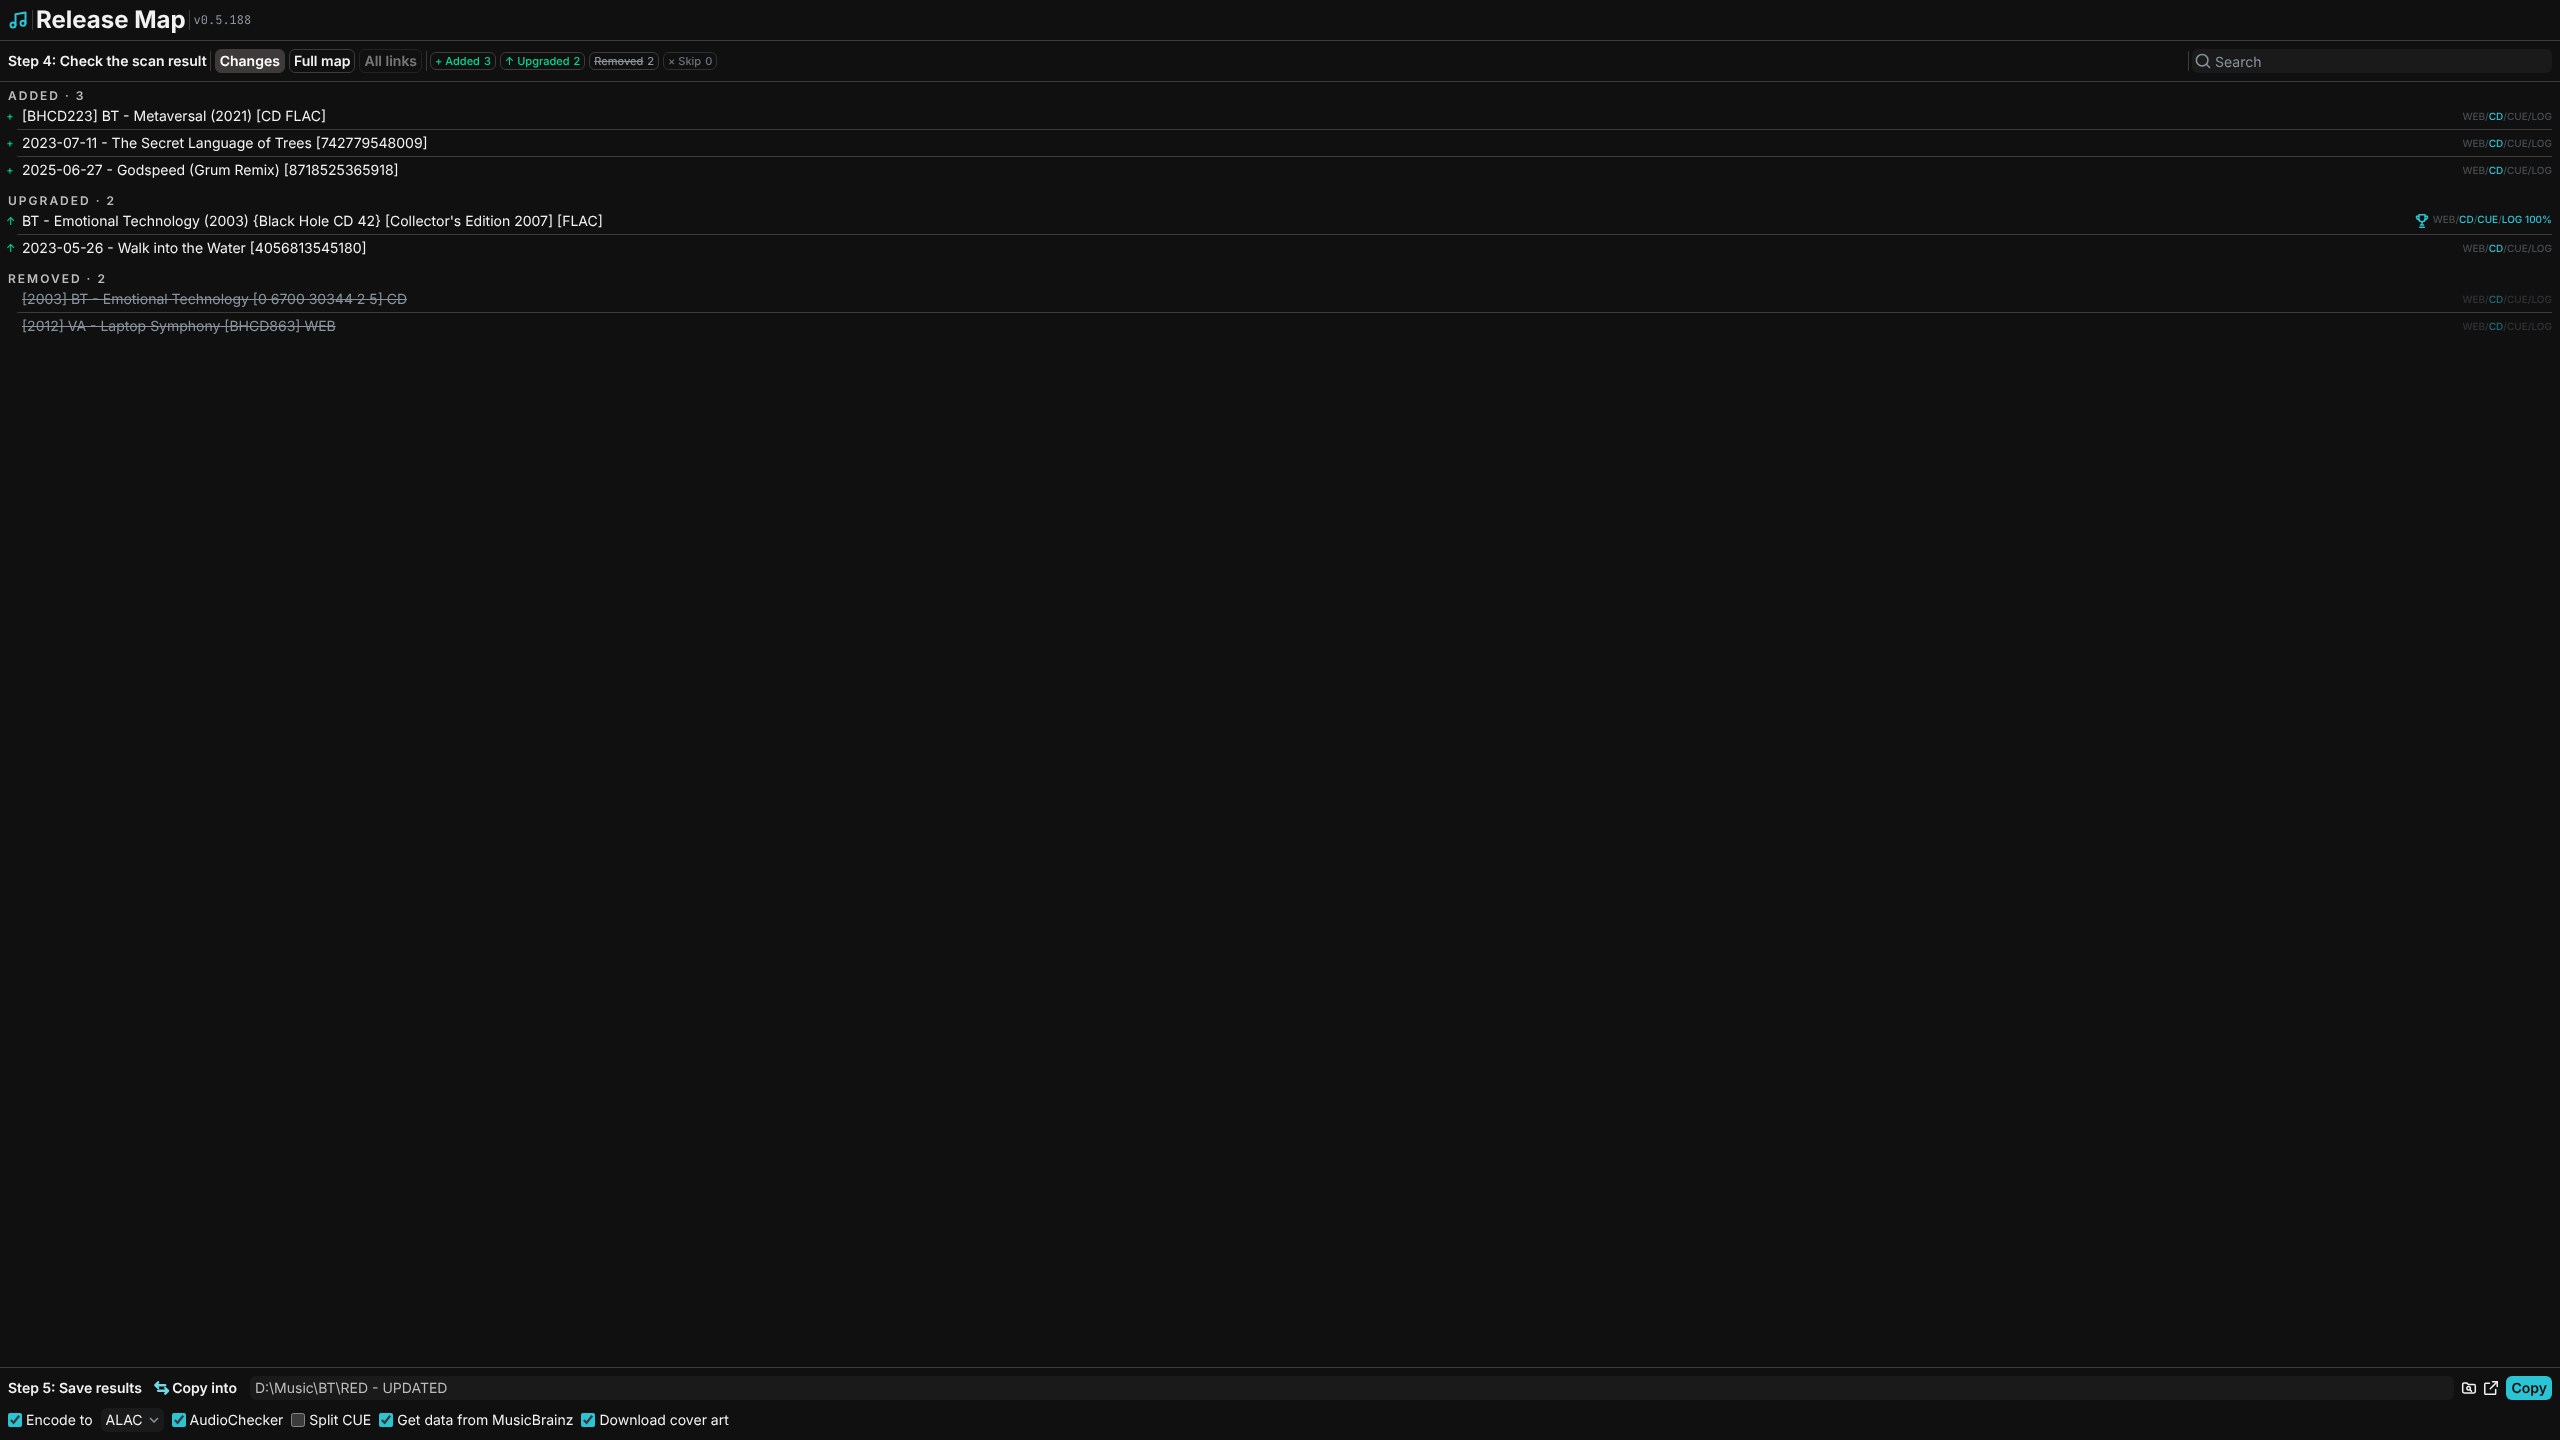 Release Map v0.5.188
Step 4: Check the scan result Changes Full map All links + Added 3 ↑ Upgraded 2 Removed 2 × Skip 0 Search
ADDED · 3
+ [BHCD223] BT - Metaversal (2021) [CD FLAC] WEB/CD/CUE/LOG
+ 2023-07-11 - The Secret Language of Trees [742779548009] WEB/CD/CUE/LOG
+ 2025-06-27 - Godspeed (Grum Remix) [8718525365918] WEB/CD/CUE/LOG
UPGRADED · 2
↑ BT - Emotional Technology (2003) {Black Hole CD 42} [Collector's Edition 2007] [FLAC] WEB/CD/CUE/LOG 100%
↑ 2023-05-26 - Walk into the Water [4056813545180] WEB/CD/CUE/LOG
REMOVED · 2
[2003] BT - Emotional Technology [0 6700 30344 2 5] CD WEB/CD/CUE/LOG
[2012] VA - Laptop Symphony [BHCD863] WEB WEB/CD/CUE/LOG
Step 5: Save results Copy into D:\Music\BT\RED - UPDATED Copy
Encode to ALAC AudioChecker Split CUE Get data from MusicBrainz Download cover art